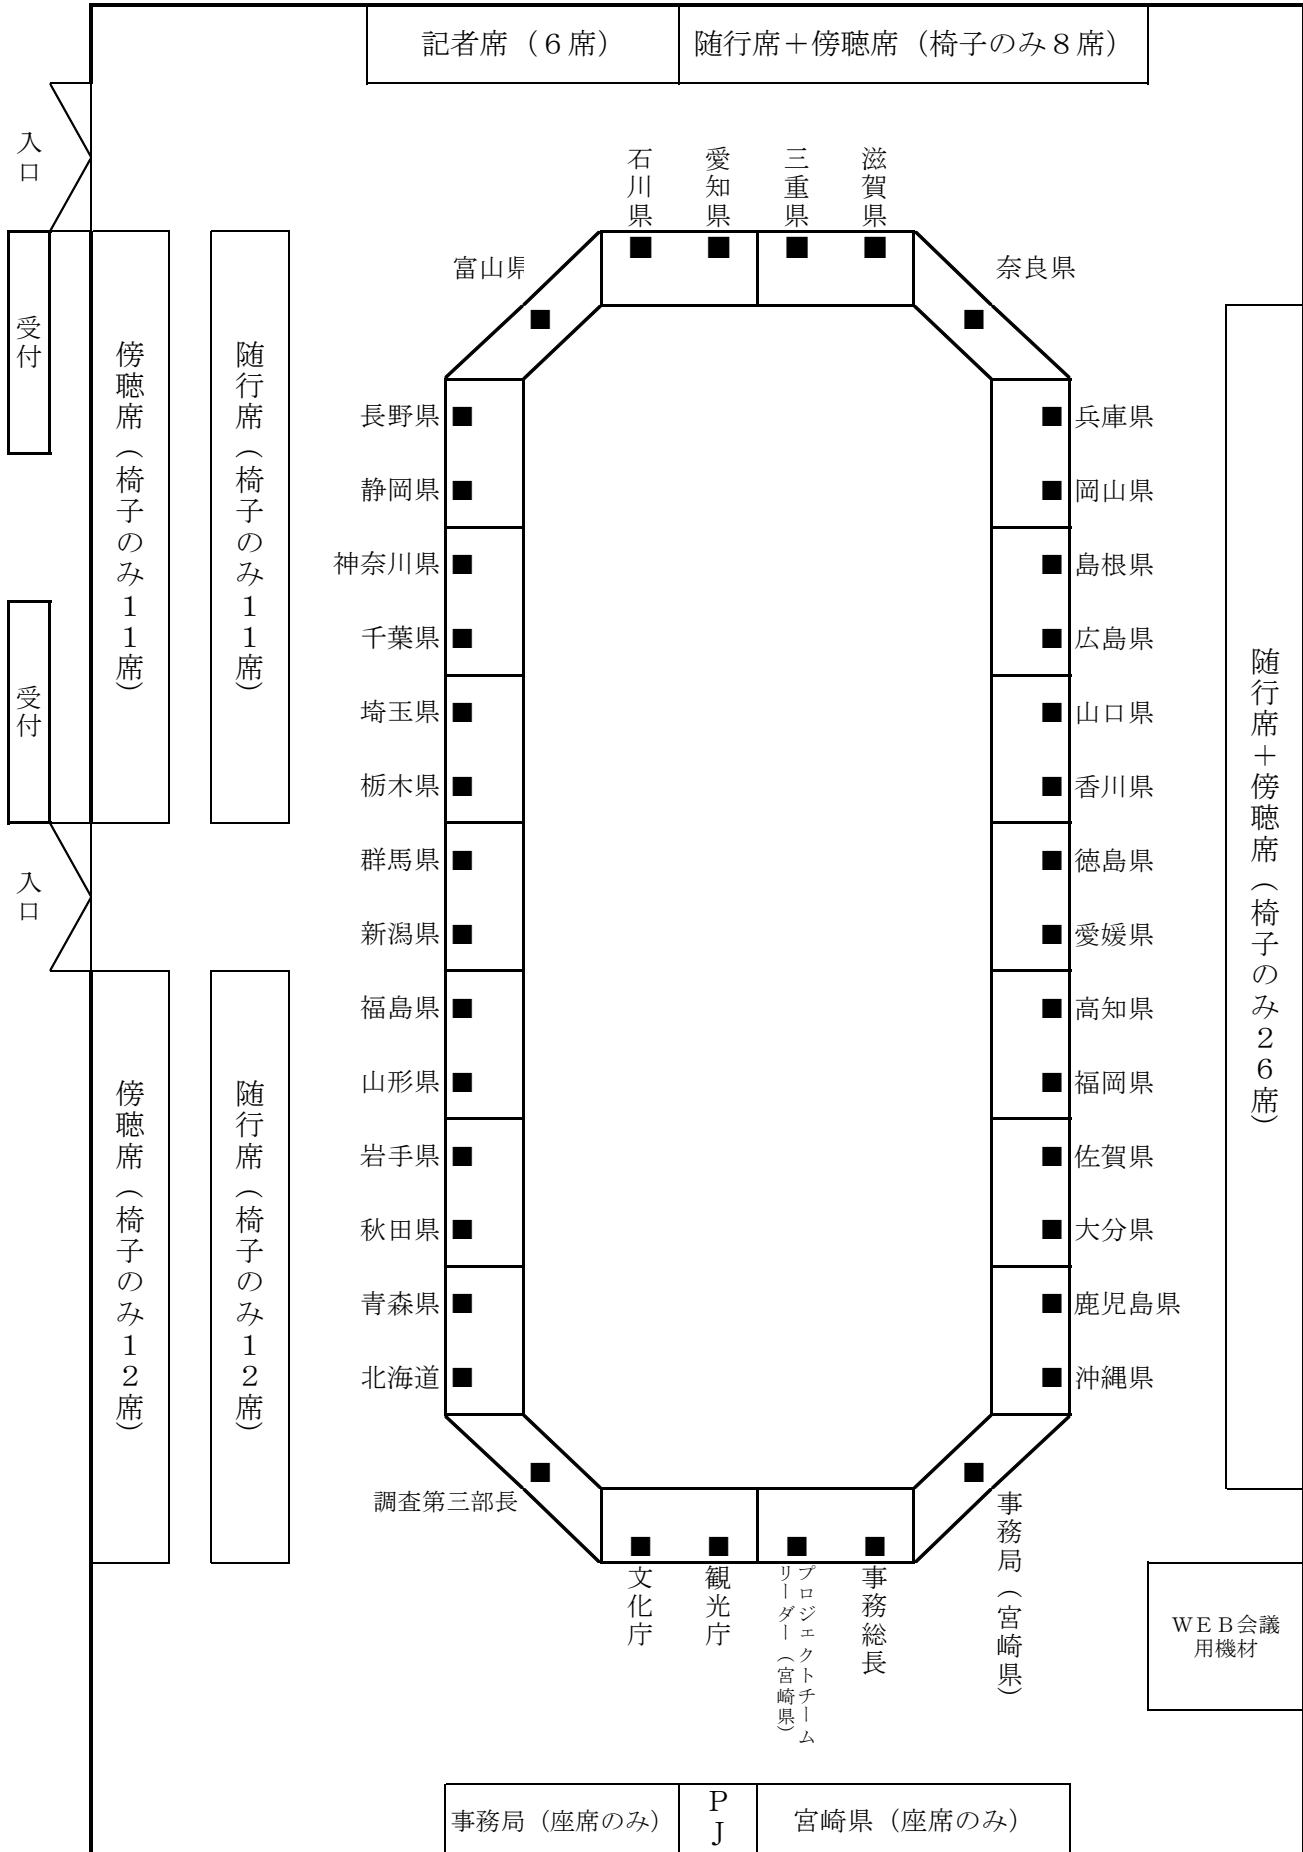 記者席（６席）
随行席＋傍聴席（椅子のみ８席）
入口
石川県
愛知県
三重県
滋賀県
富山県
奈良県
受付
傍聴席（椅子のみ１１席）
随行席（椅子のみ１１席）
長野県
静岡県
神奈川県
千葉県
埼玉県
栃木県
群馬県
新潟県
福島県
山形県
岩手県
秋田県
青森県
北海道
兵庫県
岡山県
島根県
広島県
山口県
香川県
徳島県
愛媛県
高知県
福岡県
佐賀県
大分県
鹿児島県
沖縄県
随行席＋傍聴席（椅子のみ２６席）
受付
入口
傍聴席（椅子のみ１２席）
随行席（椅子のみ１２席）
調査第三部長
文化庁
観光庁
プロジェクトチーム
リーダー（宮崎県）
事務総長
事務局（宮崎県）
ＷＥＢ会議
用機材
事務局（座席のみ）
ＰＪ
宮崎県（座席のみ）